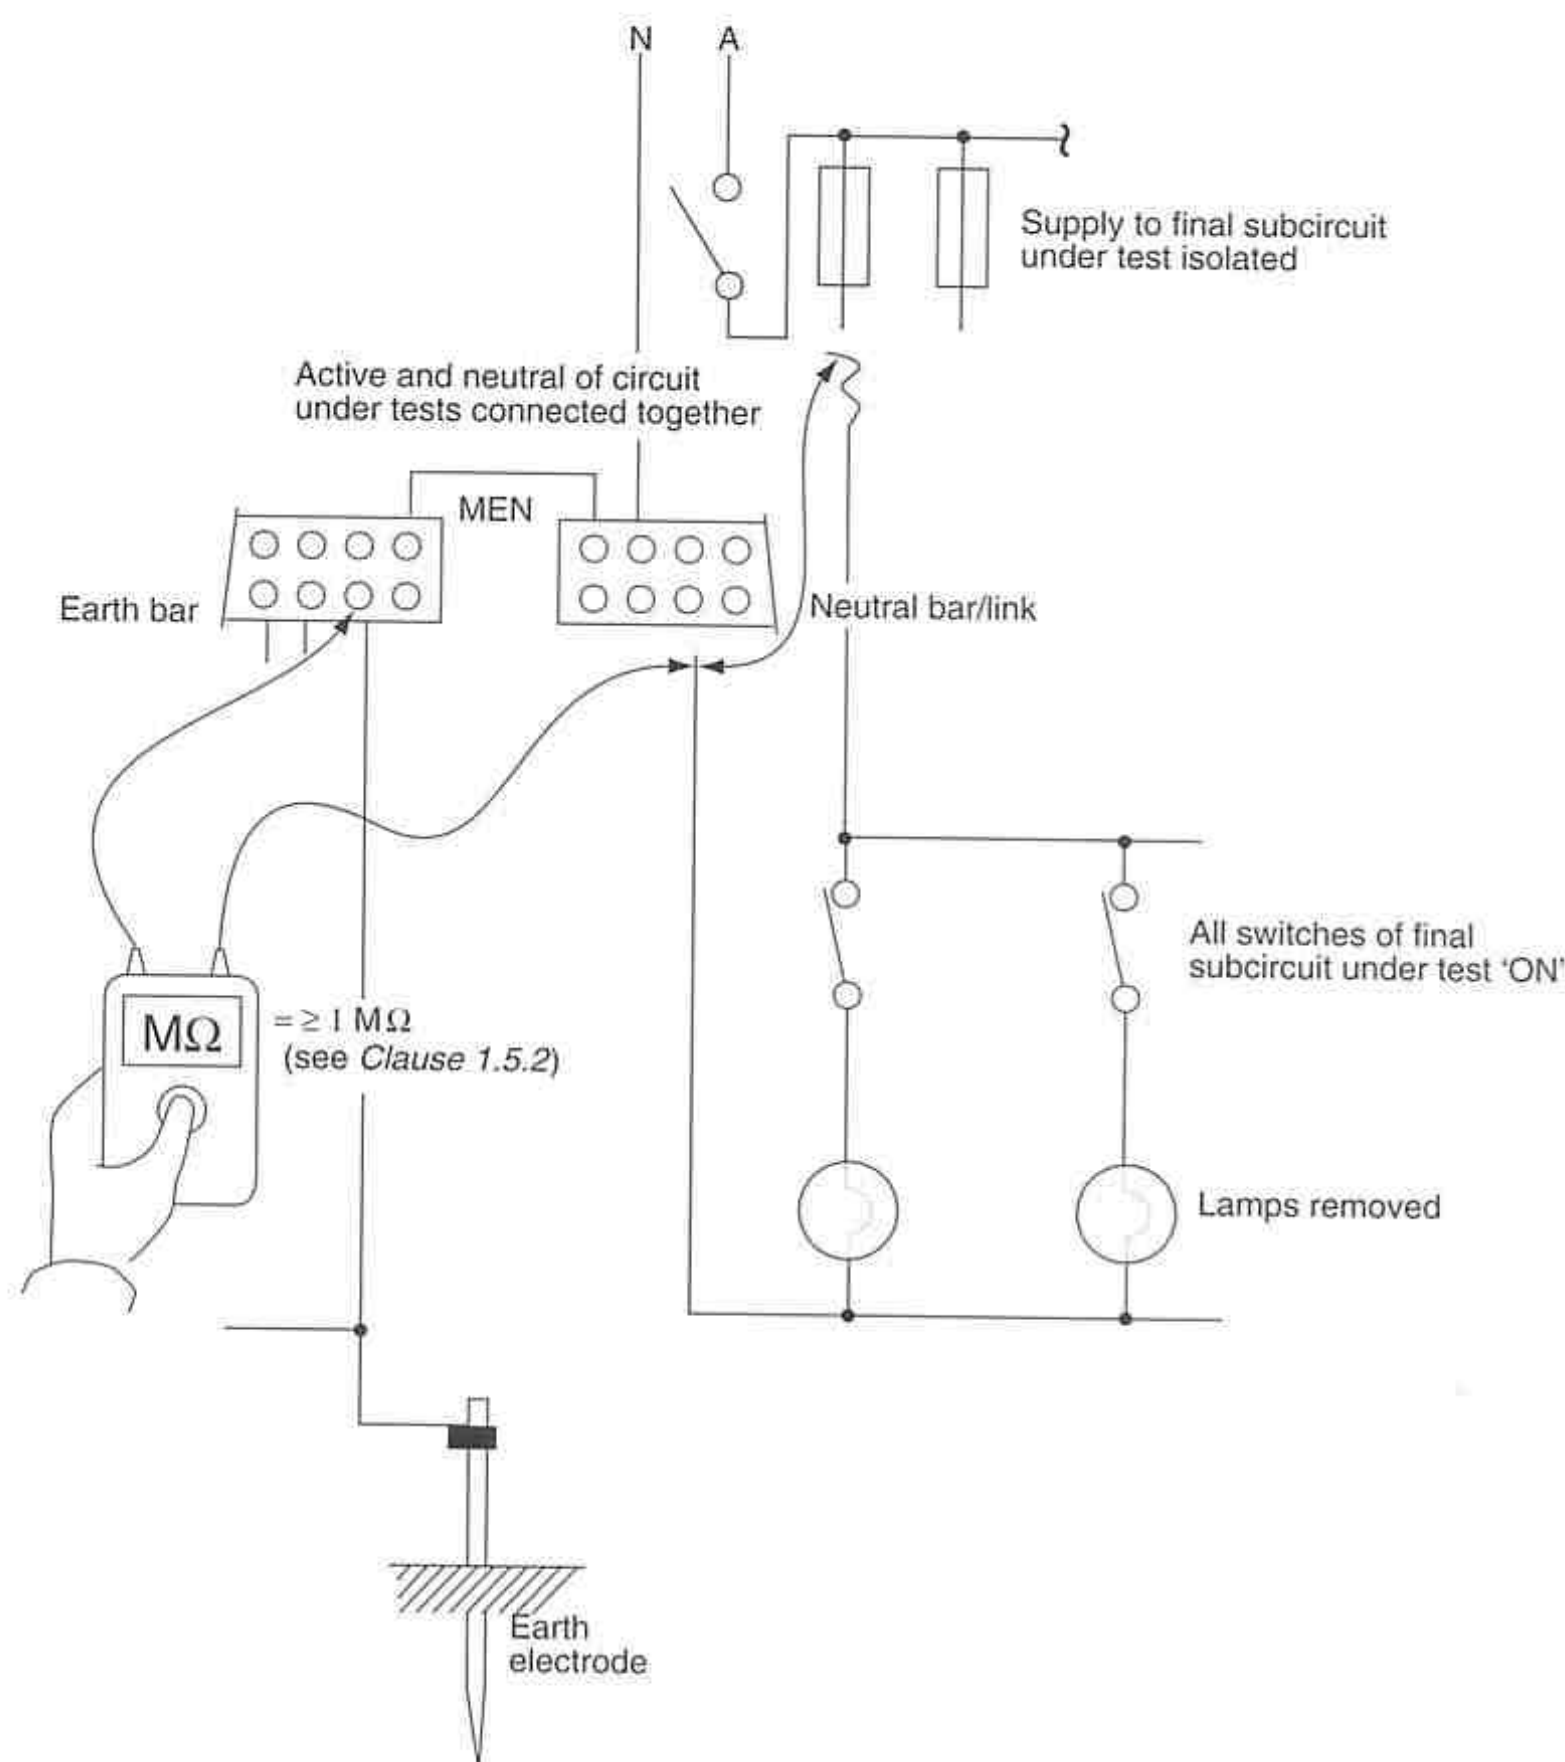 N A
Supply to final subcircuit
under test isolated
Active and neutral of circuit
under tests connected together
MEN
Earth bar
Neutral bar/link
All switches of final
subcircuit under test ‘ON’
MΩ
= ≥ 1 MΩ
(see Clause 1.5.2)
Lamps removed
Earth
electrode